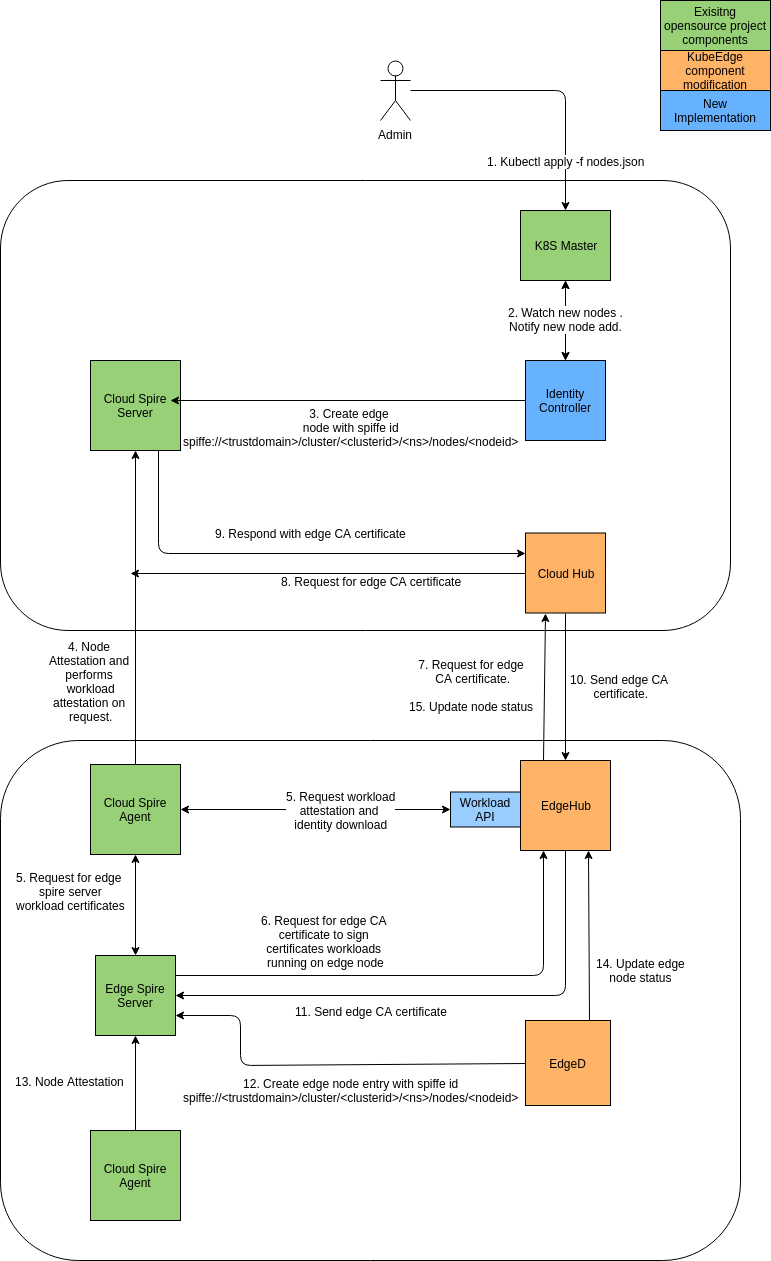 Exisitng
opensource project
components
KubeEdge
component
modification
New
Implementation
Admin
1. Kubectl apply -f nodes.json
K8S Master
2. Watch new nodes .
Notify new node add.
Cloud Spire
Server
Identity
Controller
3. Create edge
node with spiffe id
spiffe://<trustdomain>/cluster/<clusterid>/<ns>/nodes/<nodeid>
9. Respond with edge CA certificate
Cloud Hub
8. Request for edge CA certificate
4. Node
Attestation and
performs
workload
attestation on
request.
7. Request for edge
CA certificate.
15. Update node status
10. Send edge CA
certificate.
Cloud Spire
Agent
5. Request workload
attestation and
identity download
Workload
API
EdgeHub
5. Request for edge
spire server
workload certificates
6. Request for edge CA
certificate to sign
certificates workloads
running on edge node
14. Update edge
node status
Edge Spire
Server
11. Send edge CA certificate
EdgeD
13. Node Attestation
12. Create edge node entry with spiffe id
spiffe://<trustdomain>/cluster/<clusterid>/<ns>/nodes/<nodeid>
Cloud Spire
Agent